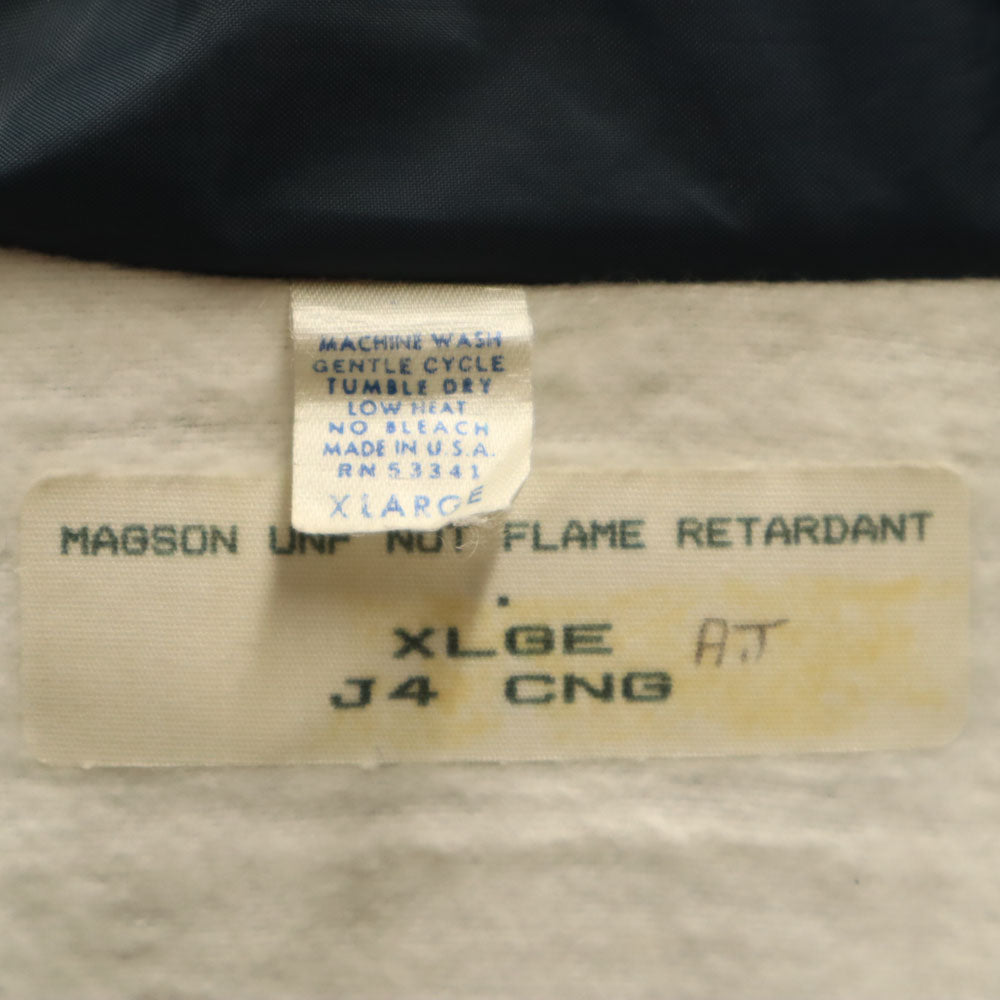 MACHINE WASH
GENTLE CYCLE
TUMBLE DRY
LOW HEAT
NO BLEACH
MADE IN U.S.A.
RN 53341
XLARGE
MAGSON UNF NOT FLAME RETARDANT
.
XLGE AJ
J4 CNG